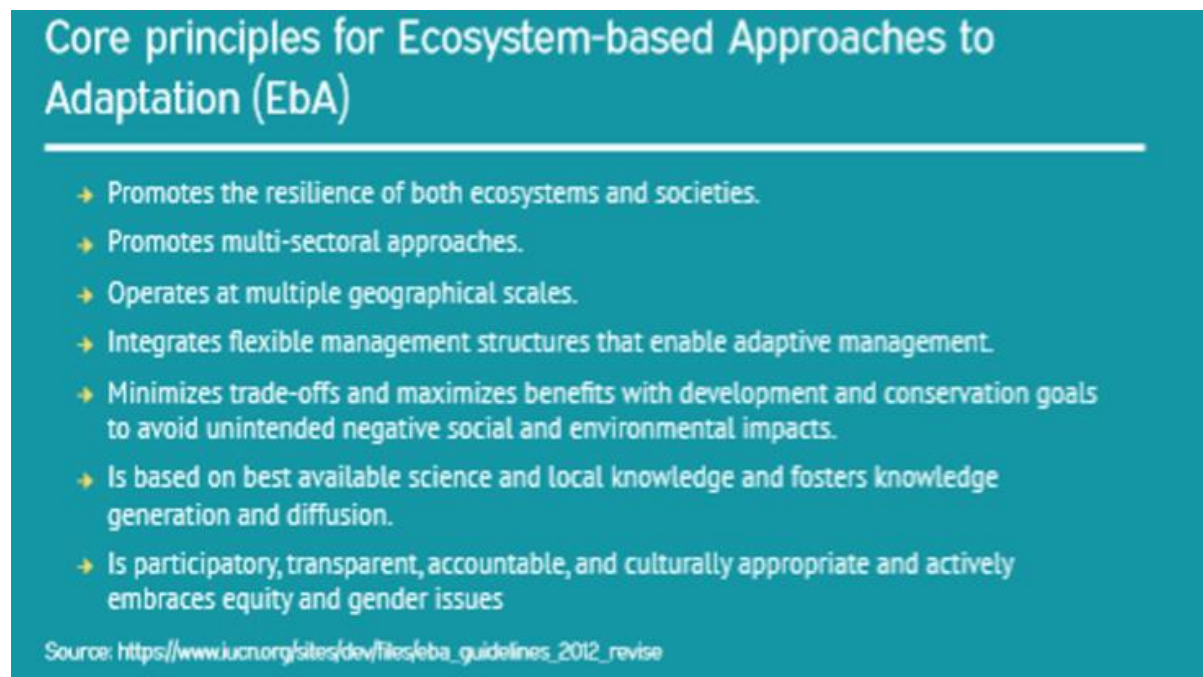 Core principles for Ecosystem-based Approaches to
Adaptation (EbA)
→ Promotes the resilience of both ecosystems and societies.
→ Promotes multi-sectoral approaches.
→ Operates at multiple geographical scales.
→ Integrates flexible management structures that enable adaptive management.
→ Minimizes trade-offs and maximizes benefits with development and conservation goals
to avoid unintended negative social and environmental impacts.
→ Is based on best available science and local knowledge and fosters knowledge
generation and diffusion.
→ Is participatory, transparent, accountable, and culturally appropriate and actively
embraces equity and gender issues
Source: https://www.iucn.org/sites/dev/files/eba_guidelines_2012_revise